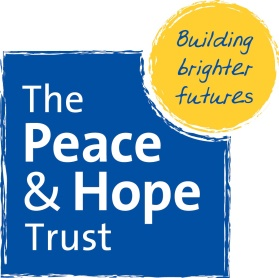 Building
brighter
futures
The
Peace
& Hope
Trust